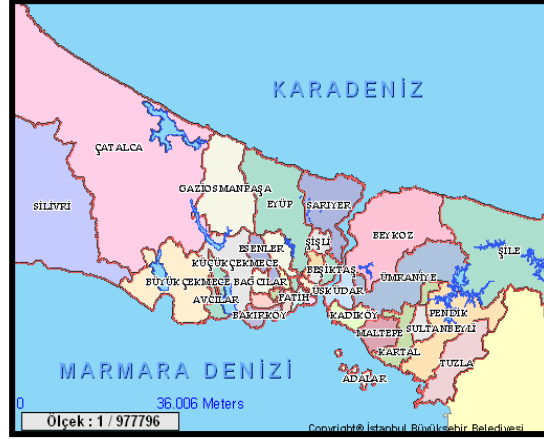 KARADENİZ
ÇATALCA
GAZİOSMANPAŞA
SİLİVRİ
EYÜP
SARIYER
BEYKOZ
ŞİLE
ESENLER
ŞİŞLİ
KÜÇÜKÇEKMECE
BEŞİKTAŞ
ÜMRANİYE
BÜYÜKÇEKMECE
BAĞCILAR
ÜSKÜDAR
AVCILAR
FATİH
BAKIRKÖY
KADIKÖY
PENDİK
MALTEPE
SULTANBEYLİ
KARTAL
TUZLA
MARMARA DENİZİ
ADALAR
0 36.006 Meters
Ölçek : 1 / 977796
Copyright® İstanbul Büyükşehir Belediyesi